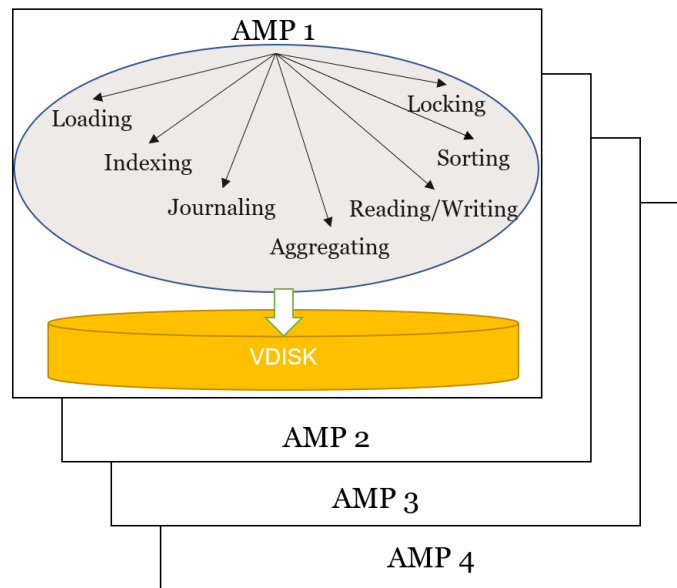 AMP 1
Locking
Loading
Indexing
Sorting
Journaling
Reading/Writing
Aggregating
VDISK
AMP 2
AMP 3
AMP 4